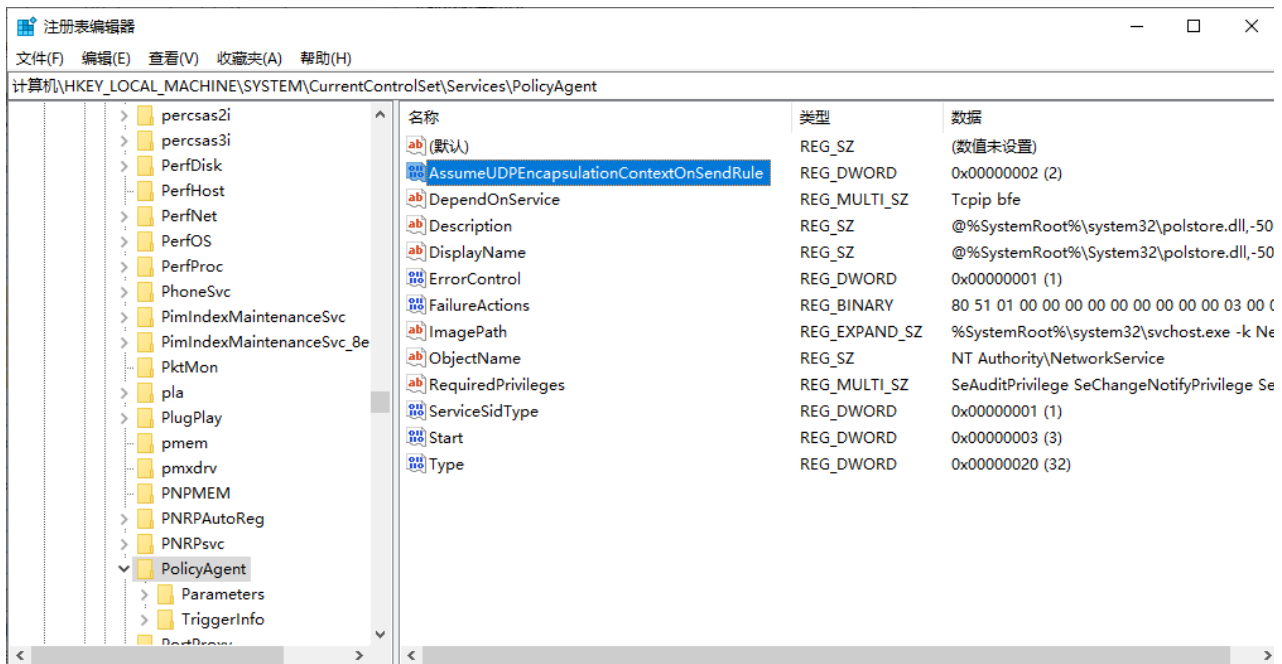 注册表编辑器
文件(F) 编辑(E) 查看(V) 收藏夹(A) 帮助(H)
计算机\HKEY_LOCAL_MACHINE\SYSTEM\CurrentControlSet\Services\PolicyAgent
percsas2i
percsas3i
PerfDisk
PerfHost
PerfNet
PerfOS
PerfProc
PhoneSvc
PimIndexMaintenanceSvc
PimIndexMaintenanceSvc_8e
PktMon
pla
PlugPlay
pmem
pmxdrv
PNPMEM
PNRPAutoReg
PNRPsvc
PolicyAgent
Parameters
TriggerInfo
PortProxy
名称 类型 数据
(默认) REG_SZ (数值未设置)
AssumeUDPEncapsulationContextOnSendRule REG_DWORD 0x00000002 (2)
DependOnService REG_MULTI_SZ Tcpip bfe
Description REG_SZ @%SystemRoot%\system32\polstore.dll,-50
DisplayName REG_SZ @%SystemRoot%\System32\polstore.dll,-50
ErrorControl REG_DWORD 0x00000001 (1)
FailureActions REG_BINARY 80 51 01 00 00 00 00 00 00 00 00 00 03 00 0
ImagePath REG_EXPAND_SZ %SystemRoot%\system32\svchost.exe -k Ne
ObjectName REG_SZ NT Authority\NetworkService
RequiredPrivileges REG_MULTI_SZ SeAuditPrivilege SeChangeNotifyPrivilege Se
ServiceSidType REG_DWORD 0x00000001 (1)
Start REG_DWORD 0x00000003 (3)
Type REG_DWORD 0x00000020 (32)